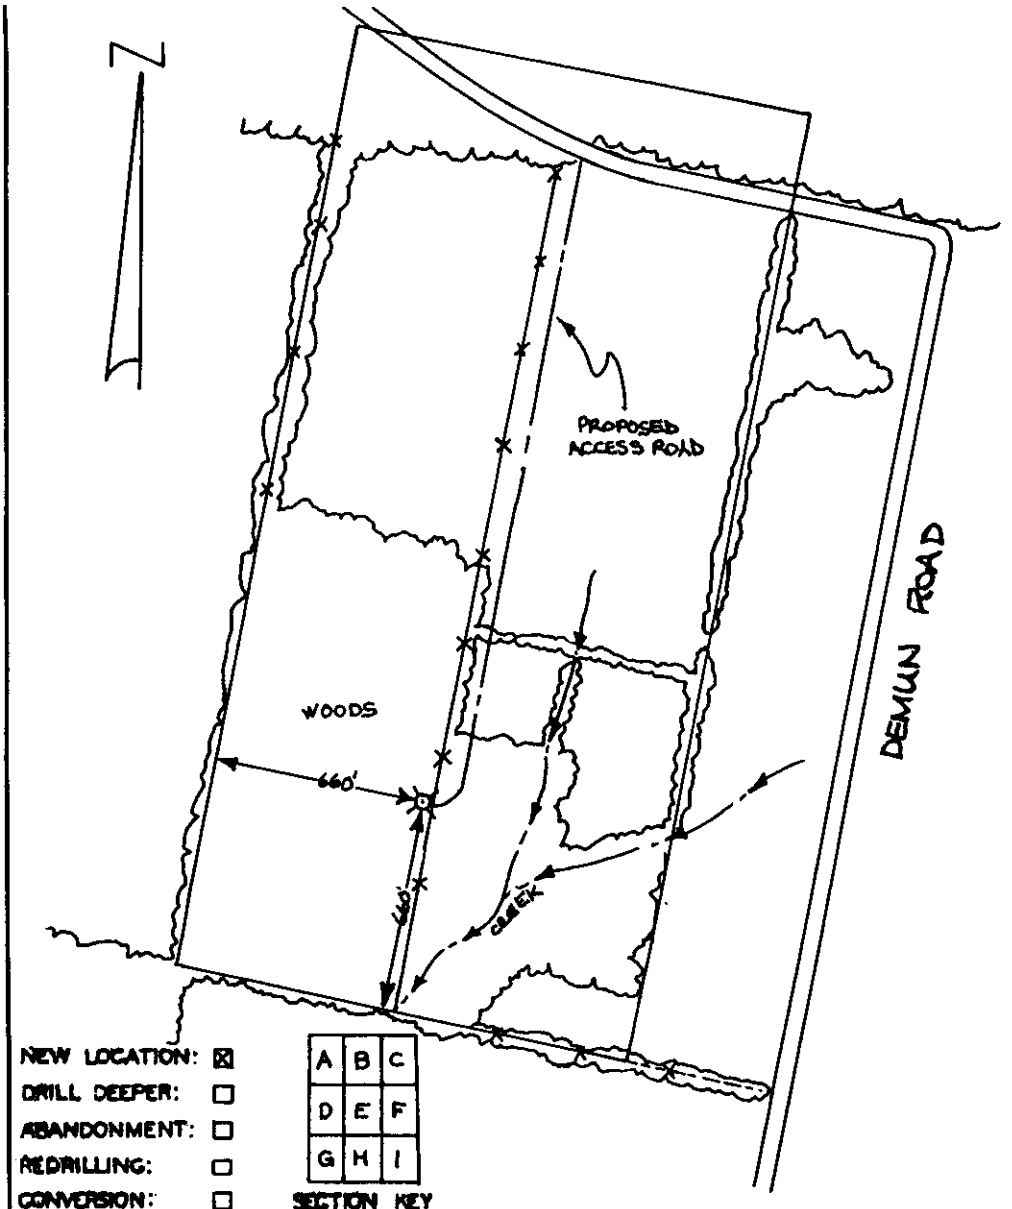 N
PROPOSED
ACCESS ROAD
DEMUN ROAD
WOODS
660'
660'
CREEK
NEW LOCATION: ☒
DRILL DEEPER: ☐
ABANDONMENT: ☐
REDRILLING: ☐
CONVERSION: ☐
A B C
D E F
G H I
SECTION KEY